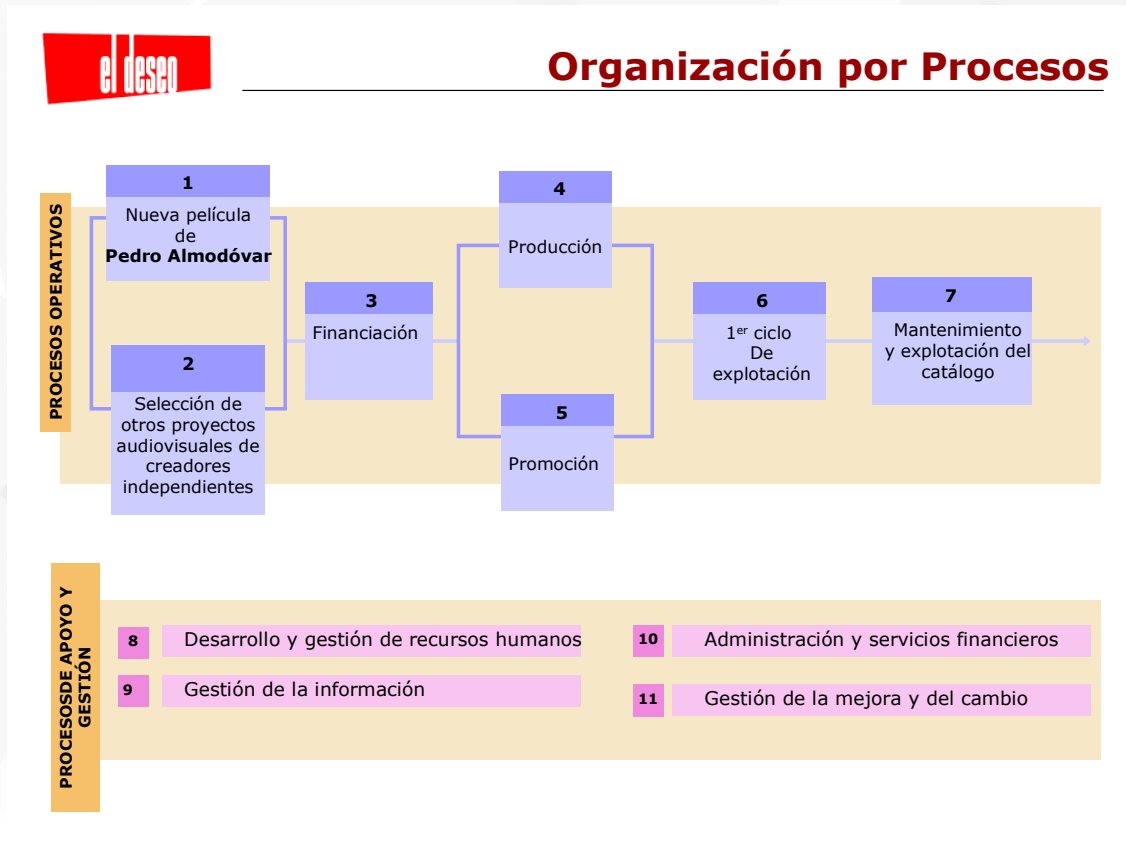 el deseo
Organización por Procesos
PROCESOS OPERATIVOS
1
Nueva película
de
Pedro Almodóvar
2
Selección de
otros proyectos
audiovisuales de
creadores
independientes
3
Financiación
4
Producción
5
Promoción
6
1er ciclo
De
explotación
7
Mantenimiento
y explotación del
catálogo
PROCESOSDE APOYO Y
GESTIÓN
8
Desarrollo y gestión de recursos humanos
9
Gestión de la información
10
Administración y servicios financieros
11
Gestión de la mejora y del cambio